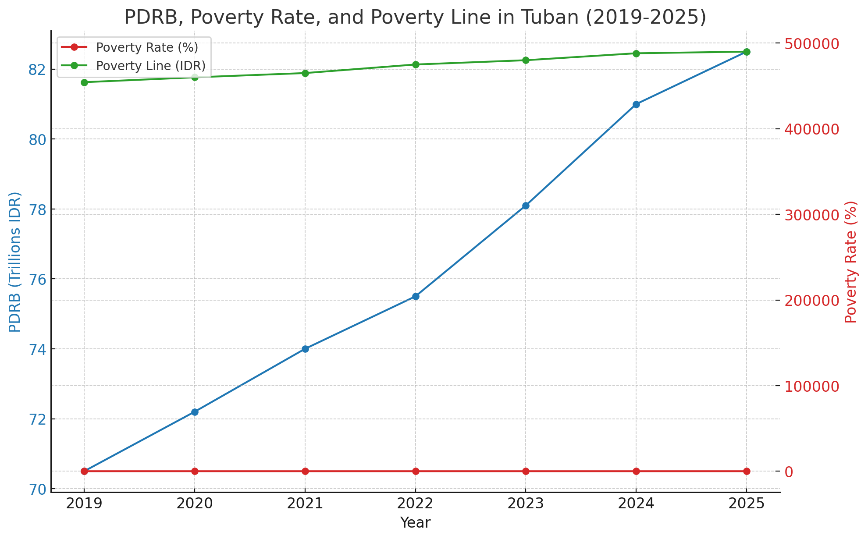 PDRB, Poverty Rate, and Poverty Line in Tuban (2019-2025)
Poverty Rate (%)
Poverty Line (IDR)
PDRB (Trillions IDR)
82
80
78
76
74
72
70
500000
400000
300000
200000
100000
0
Poverty Rate (%)
2019 2020 2021 2022 2023 2024 2025
Year